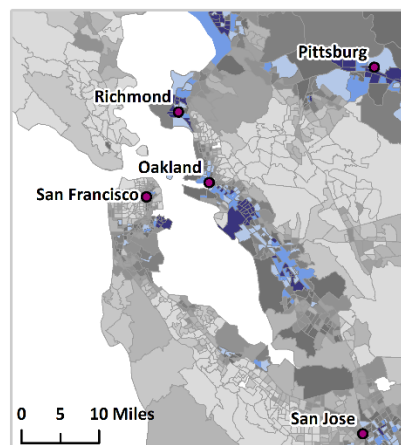 Pittsburg
Richmond
Oakland
San Francisco
San Jose
0 5 10 Miles